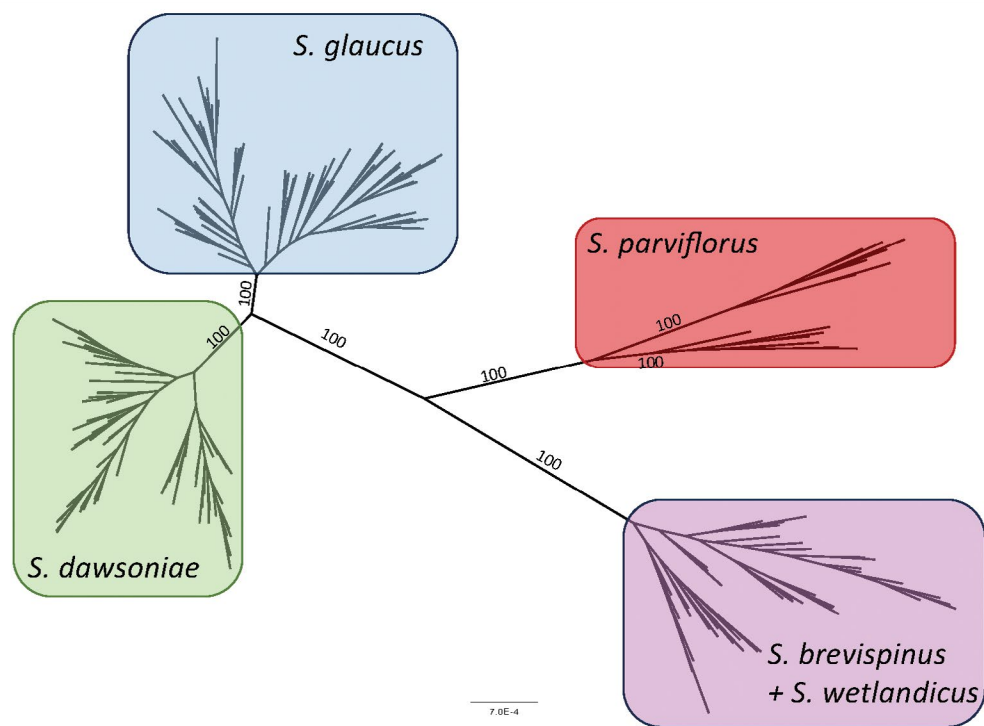 S. glaucus
S. parviflorus
100
100
100
100
100
100
100
S. dawsoniae
S. brevispinus
+ S. wetlandicus
7.0E-4